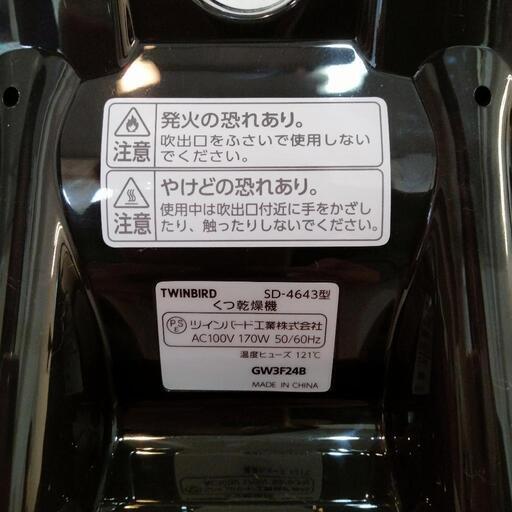 発火の恐れあり。
注意
吹出口をふさいで使用しない
でください。
やけどの恐れあり。
注意
使用中は吹出口付近に手をかざし
たり、触ったりしないでください。
TWINBIRD SD-4643型
くつ乾燥機
PSE ツインバード工業株式会社
AC100V 170W 50/60Hz
温度ヒューズ 121℃
GW3F24B
MADE IN CHINA